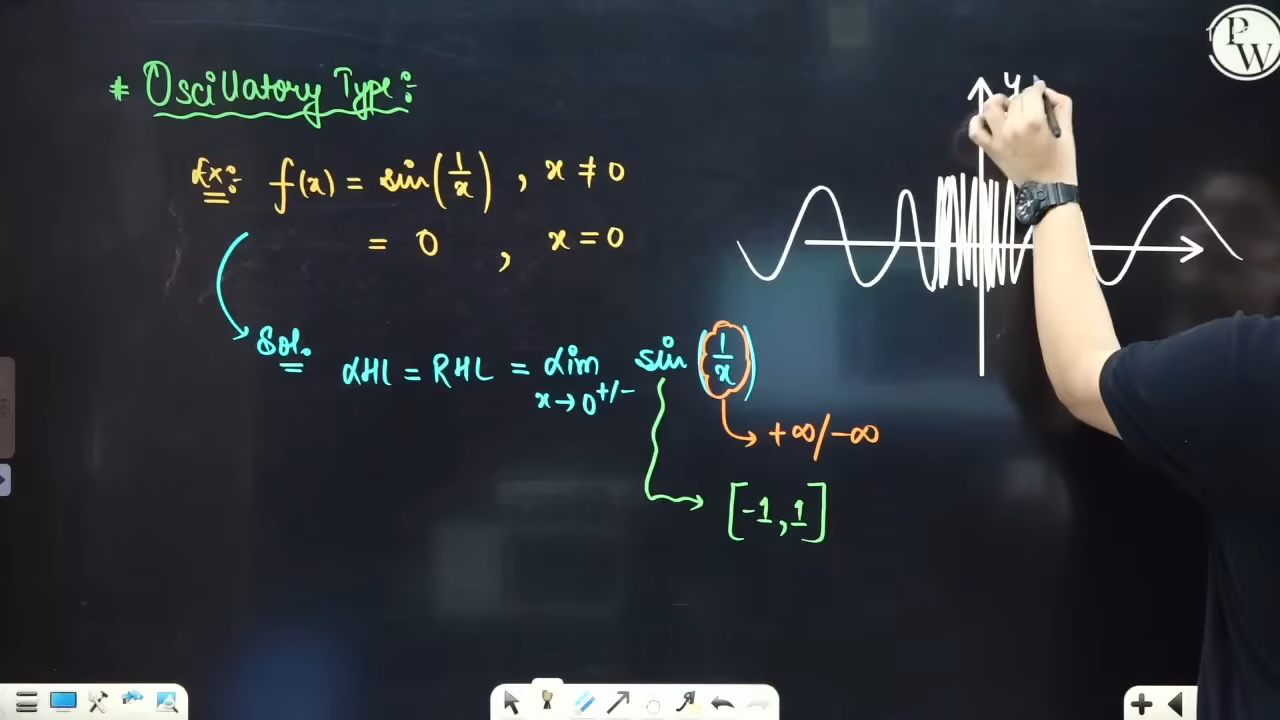 * Oscillatory Type :-
Ex:- f(x) = sin(1/x) , x ≠ 0
= 0 , x = 0
Sol. LHL = RHL = Lim x→0+/- sin (1/x)
+∞/-∞
[-1,1]
y
PW